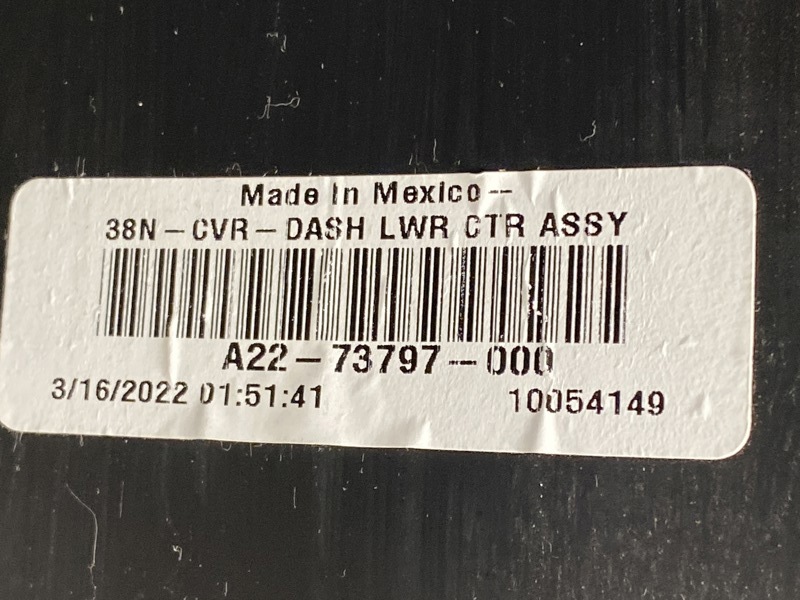 Made In Mexico--
38N-CVR-DASH LWR CTR ASSY
A22-73797-000
3/16/2022 01:51:41 10054149